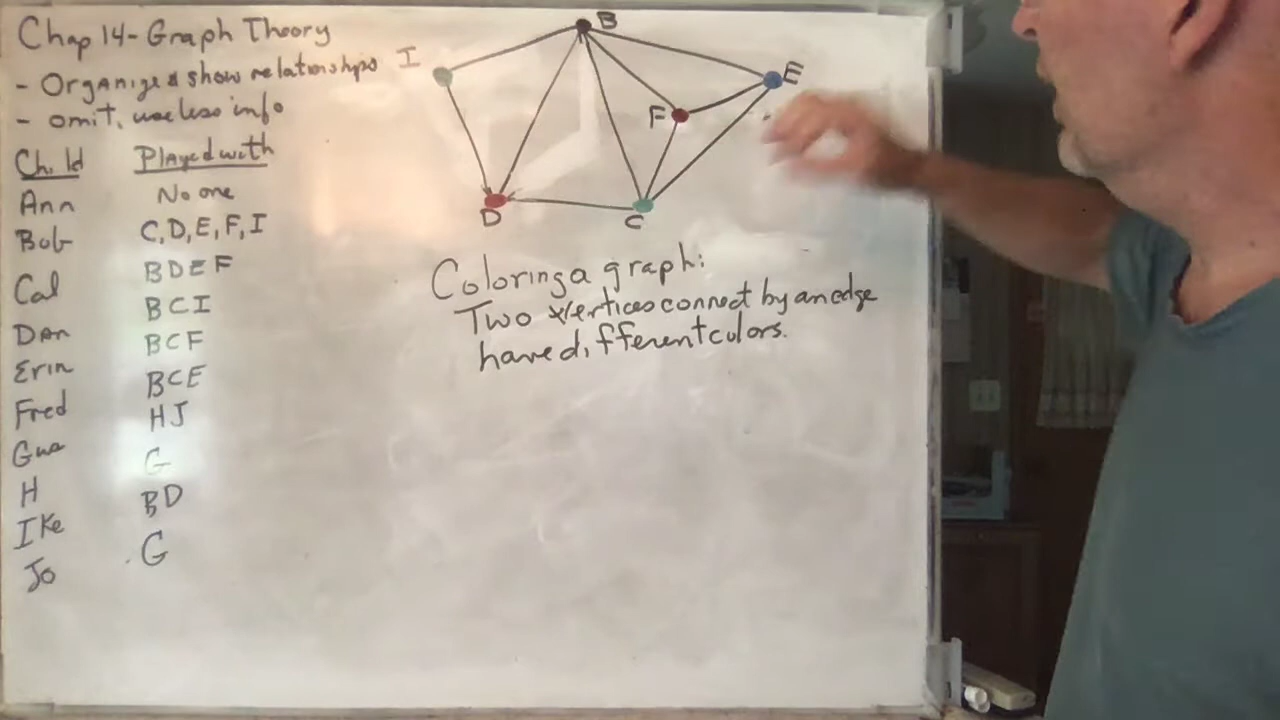 Chap 14 - Graph Theory
- Organize & show relationships
- omit, useless info
Child Played with
Ann No one
Bob C, D, E, F, I
Cal B D E F
Dan B C I
Erin B C F
Fred B C E
H J
H G
Ike B D
Jo G
I
B
E
F
D
C
Coloring a graph:
Two vertices connect by an edge
have different colors.